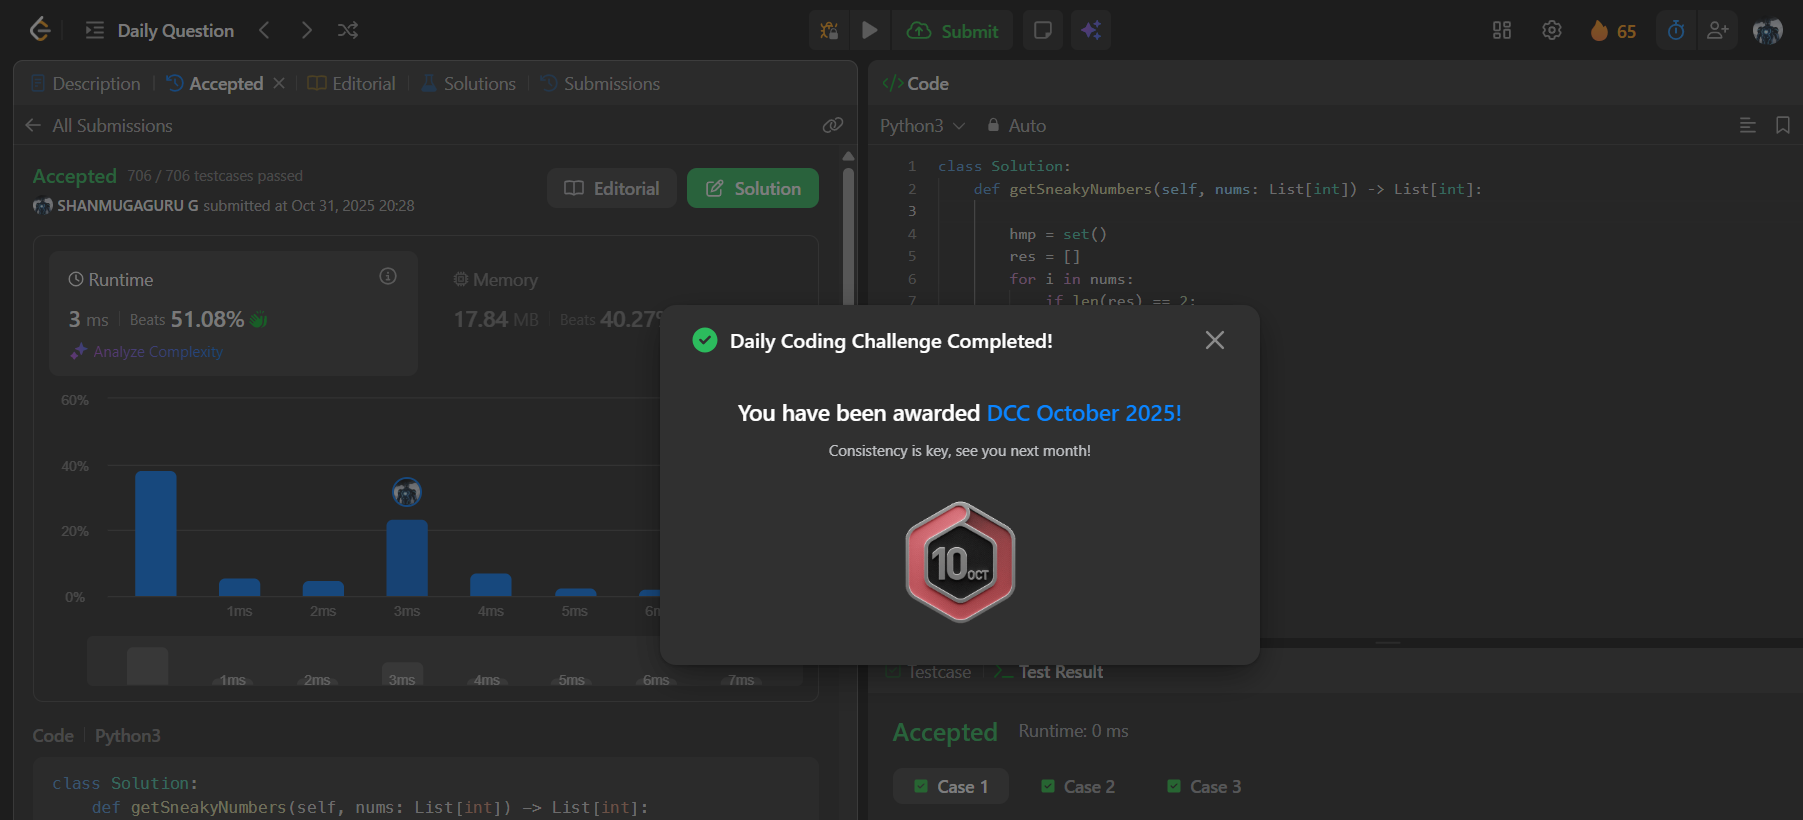 Daily Question
Submit
65
Description
Accepted
Editorial
Solutions
Submissions
All Submissions
Accepted 706 / 706 testcases passed
SHANMUGAGURU G submitted at Oct 31, 2025 20:28
Editorial
Solution
Runtime
3 ms Beats 51.08%
Analyze Complexity
Memory
17.84 MB Beats 40.27%
60%
40%
20%
0%
1ms 2ms 3ms 4ms 5ms
1ms 2ms 3ms 4ms 5ms 6ms 7ms
Code Python3
class Solution:
def getSneakyNumbers(self, nums: List[int]) -> List[int]:
</> Code
Python3 Auto
1 class Solution:
2 def getSneakyNumbers(self, nums: List[int]) -> List[int]:
3
4 hmp = set()
5 res = []
6 for i in nums:
7 if len(res) == 2:
Daily Coding Challenge Completed!
You have been awarded DCC October 2025!
Consistency is key, see you next month!
10 OCT
Testcase
Test Result
Accepted Runtime: 0 ms
Case 1 Case 2 Case 3